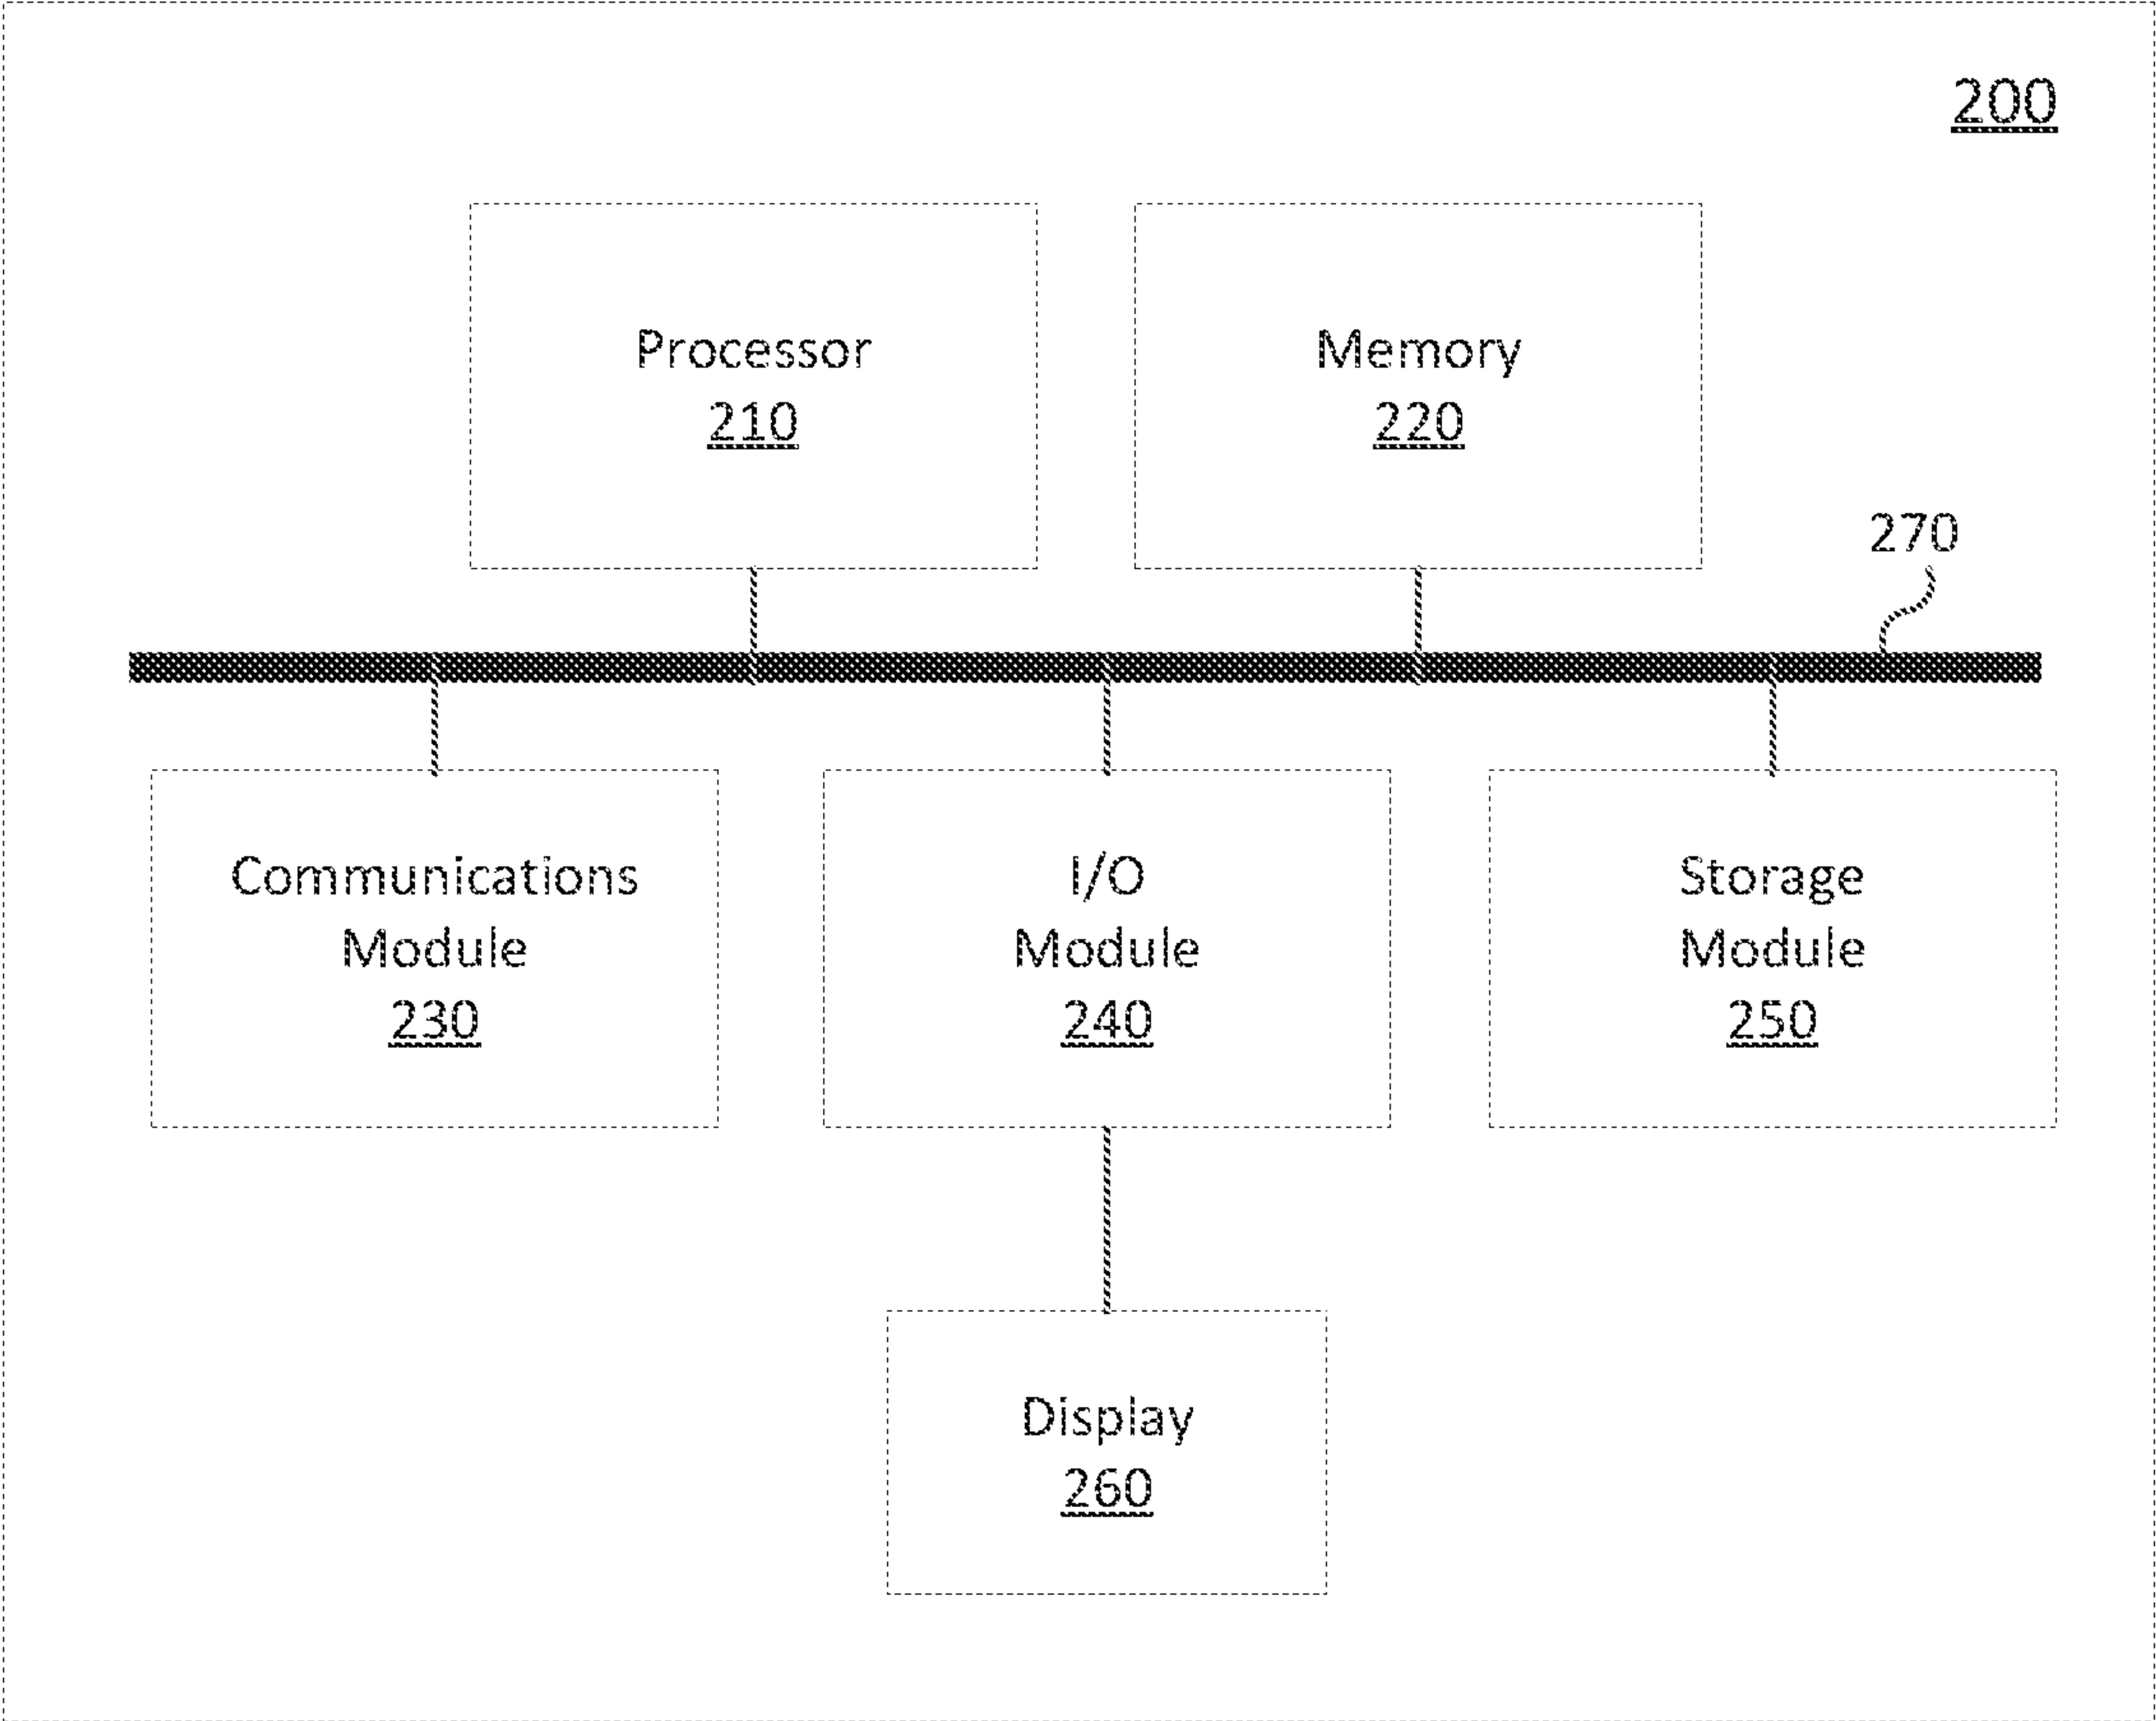 200
Processor
210
Memory
220
270
Communications
Module
230
I/O
Module
240
Storage
Module
250
Display
260